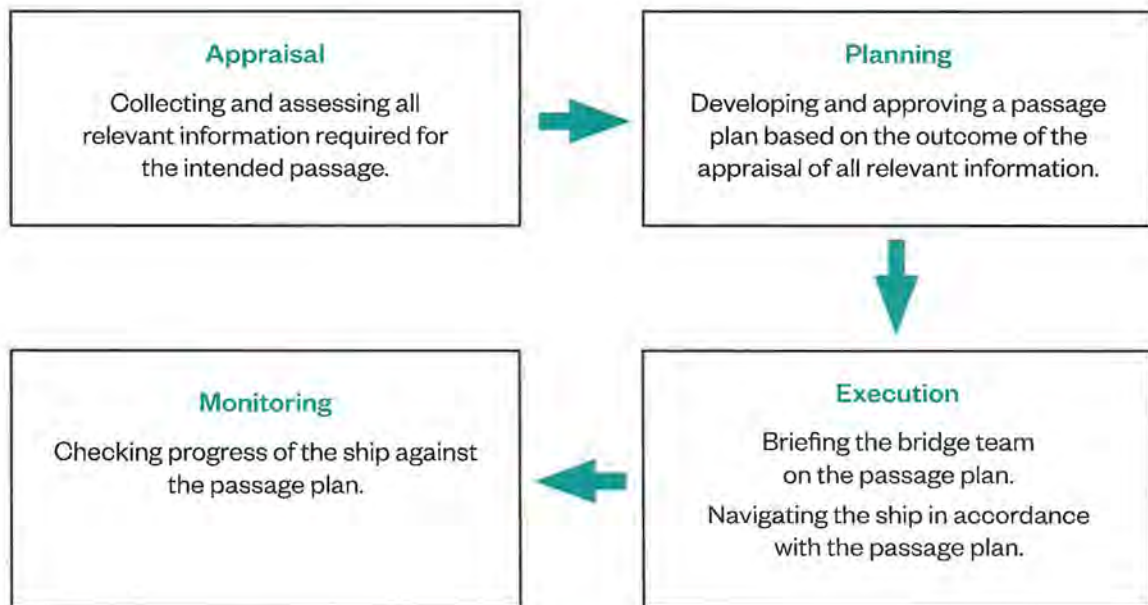 Appraisal
Collecting and assessing all
relevant information required for
the intended passage.
Planning
Developing and approving a passage
plan based on the outcome of the
appraisal of all relevant information.
Execution
Briefing the bridge team
on the passage plan.
Navigating the ship in accordance
with the passage plan.
Monitoring
Checking progress of the ship against
the passage plan.